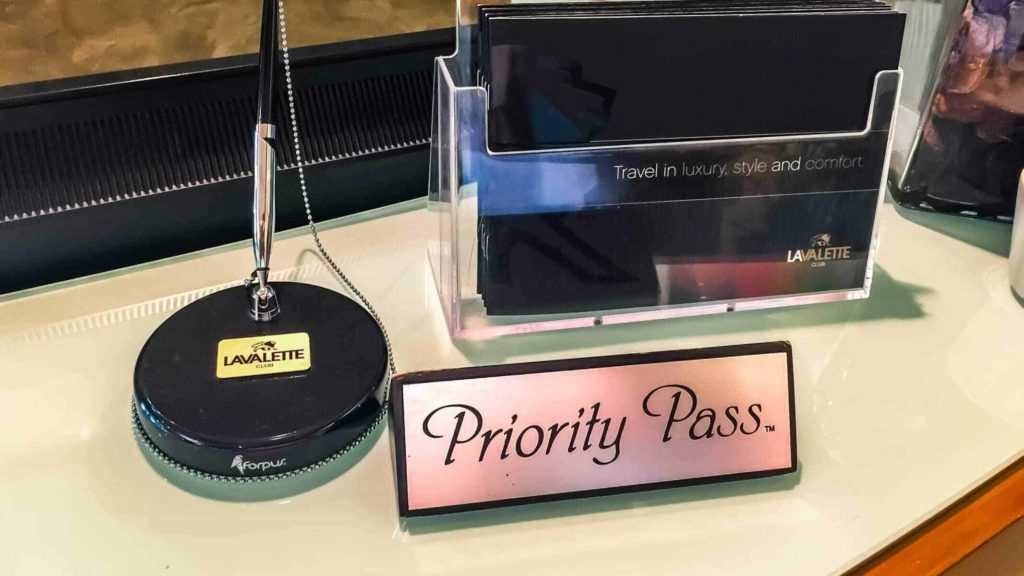 Travel in luxury, style and comfort
LAVALETTE
CLUB
LAVALETTE
CLUB
forpus
Priority Pass™